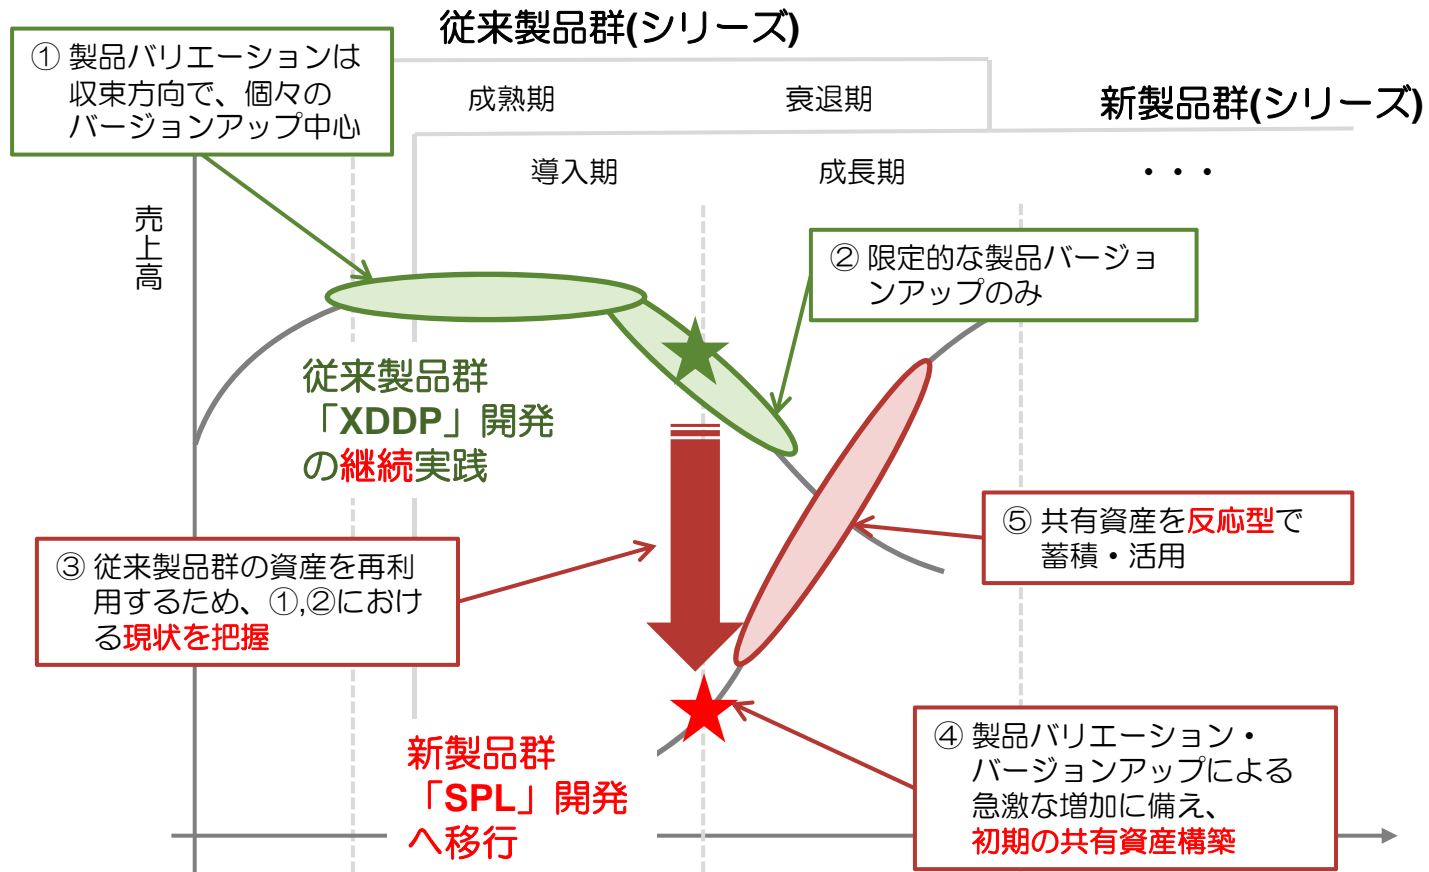 従来製品群(シリーズ)
① 製品バリエーションは
収束方向で、個々の
バージョンアップ中心
成熟期
衰退期
新製品群(シリーズ)
導入期
成長期
・・・
売上高
② 限定的な製品バージョ
ンアップのみ
従来製品群
「XDDP」開発
の継続実践
⑤ 共有資産を反応型で
蓄積・活用
③ 従来製品群の資産を再利
用するため、①,②におけ
る現状を把握
④ 製品バリエーション・
バージョンアップによる
急激な増加に備え、
初期の共有資産構築
新製品群
「SPL」開発
へ移行